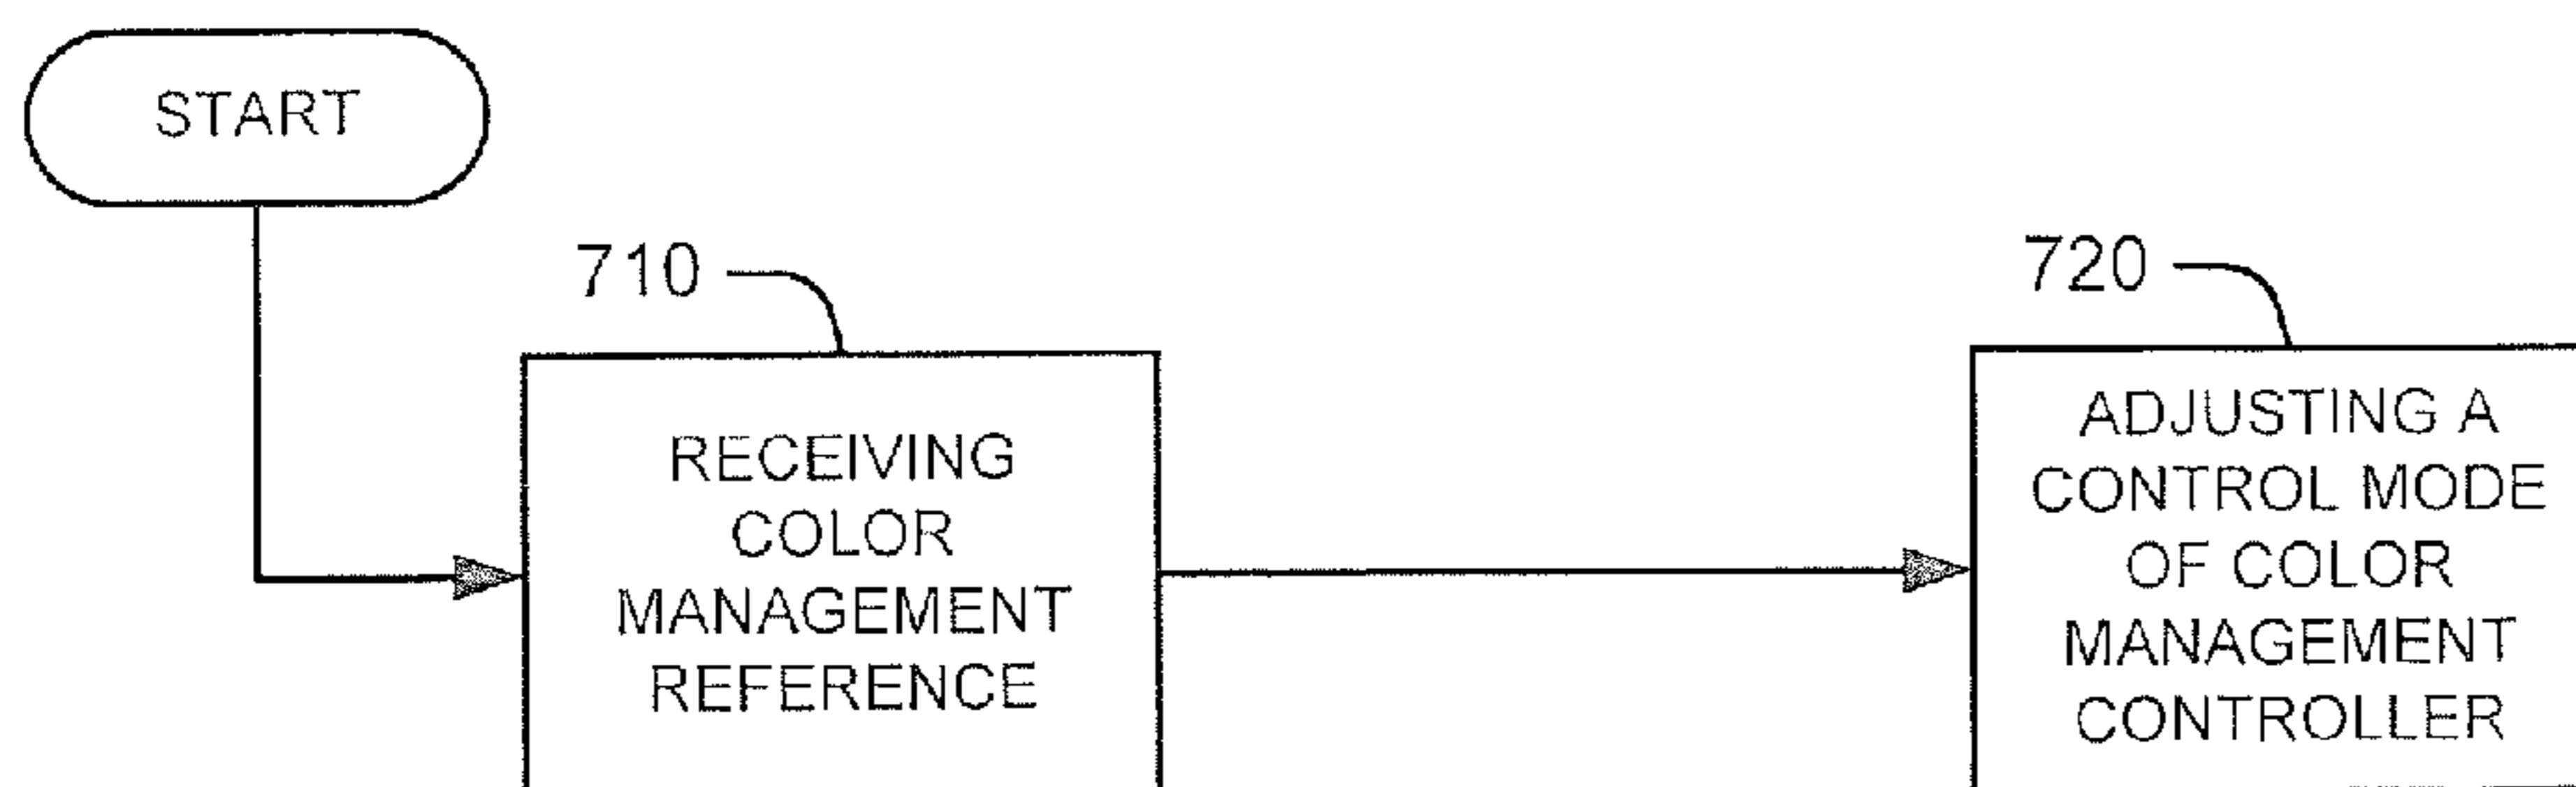 START
710
RECEIVING
COLOR
MANAGEMENT
REFERENCE
720
ADJUSTING A
CONTROL MODE
OF COLOR
MANAGEMENT
CONTROLLER